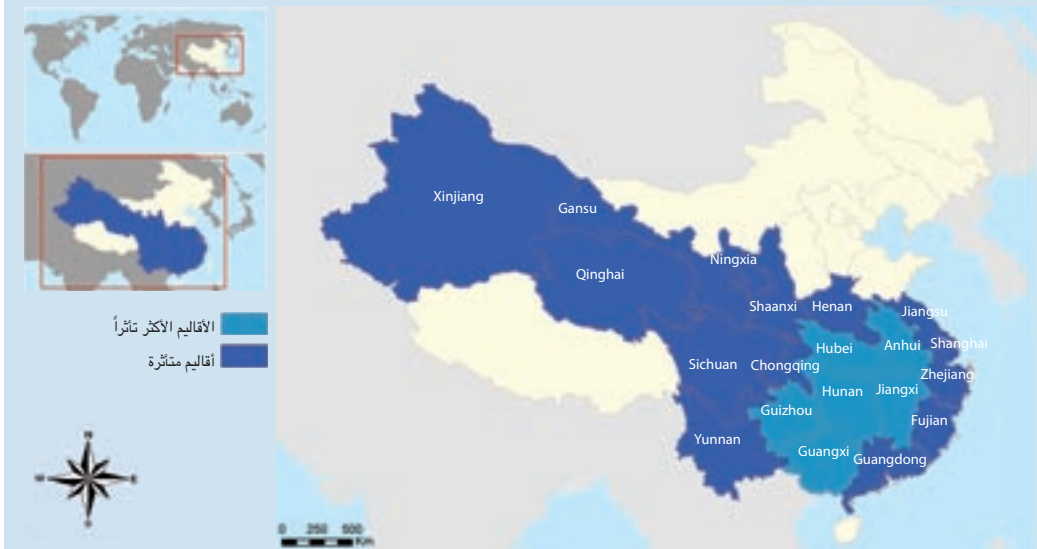 Xinjiang
Gansu
Qinghai
Ningxia
Shaanxi
Henan
Jiangsu
Hubei
Anhui
Shanghai
Sichuan
Chongqing
Zhejiang
Hunan
Jiangxi
Guizhou
Fujian
Yunnan
Guangxi
Guangdong
الأقاليم الأكثر تأثراً
أقاليم متأثرة
N
W
E
S
0 250 500
Km